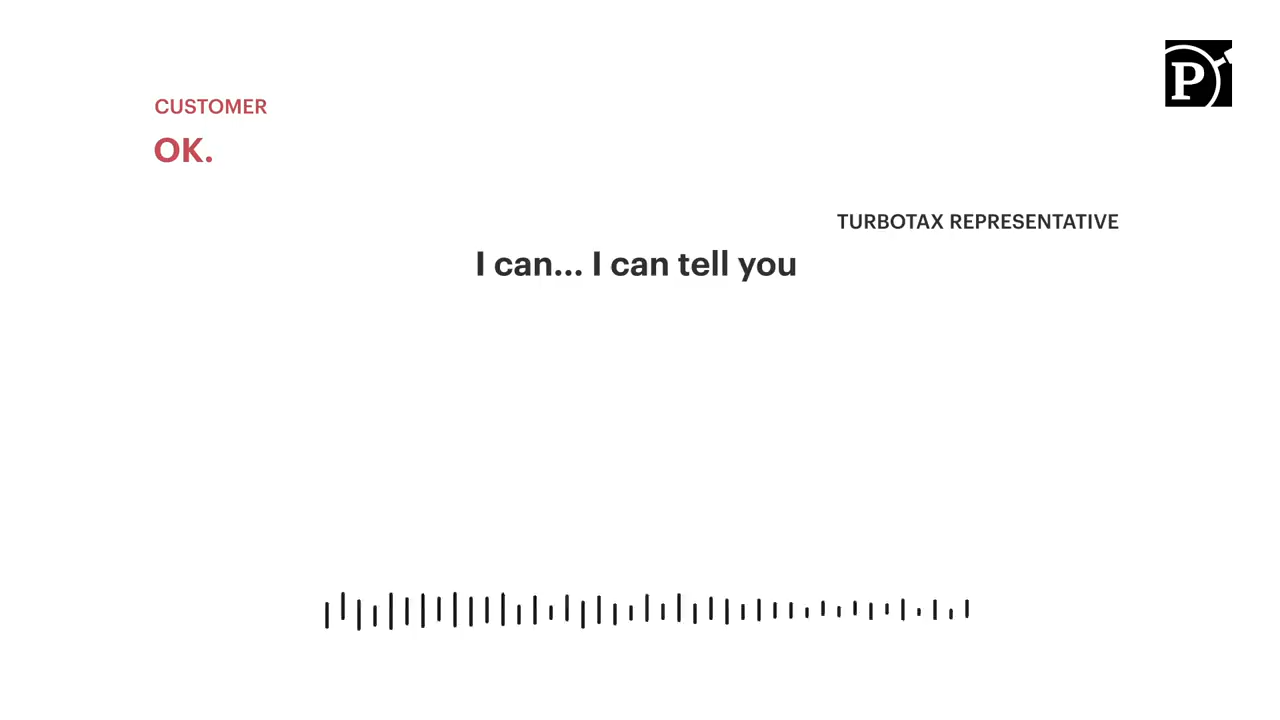 P
CUSTOMER
OK.
TURBOTAX REPRESENTATIVE
I can... I can tell you